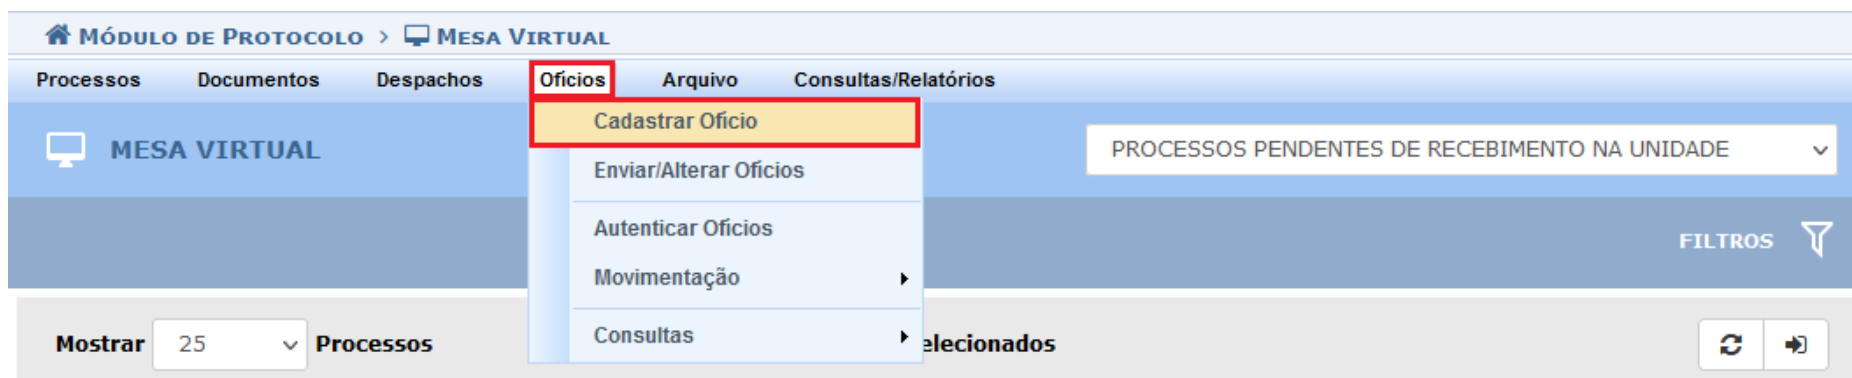 Módulo de Protocolo > Mesa Virtual
Processos Documentos Despachos Ofícios Arquivo Consultas/Relatórios
Cadastrar Ofício
MESA VIRTUAL
PROCESSOS PENDENTES DE RECEBIMENTO NA UNIDADE
Enviar/Alterar Ofícios
Autenticar Ofícios
FILTROS
Movimentação
Consultas
Mostrar 25 Processos elecionados